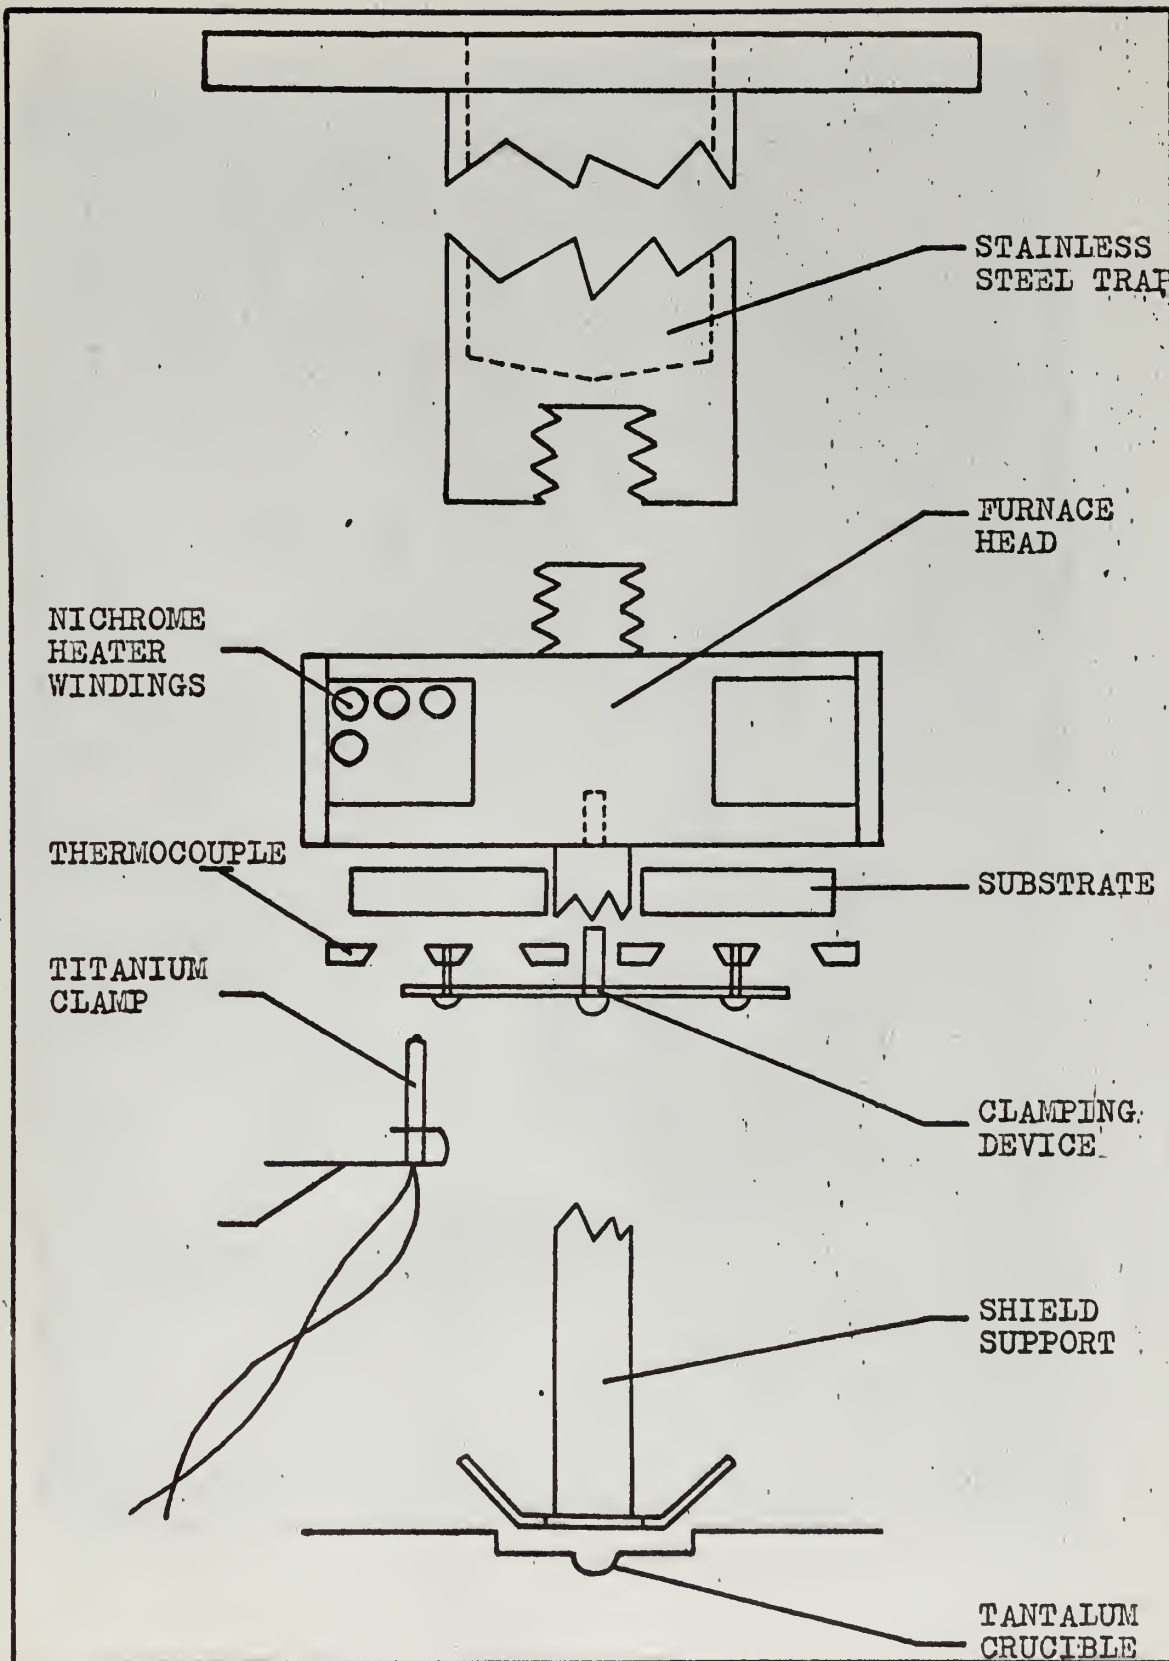 STAINLESS
STEEL TRAP
FURNACE
HEAD
NICHROME
HEATER
WINDINGS
THERMOCOUPLE
SUBSTRATE
TITANIUM
CLAMP
CLAMPING
DEVICE
SHIELD
SUPPORT
TANTALUM
CRUCIBLE